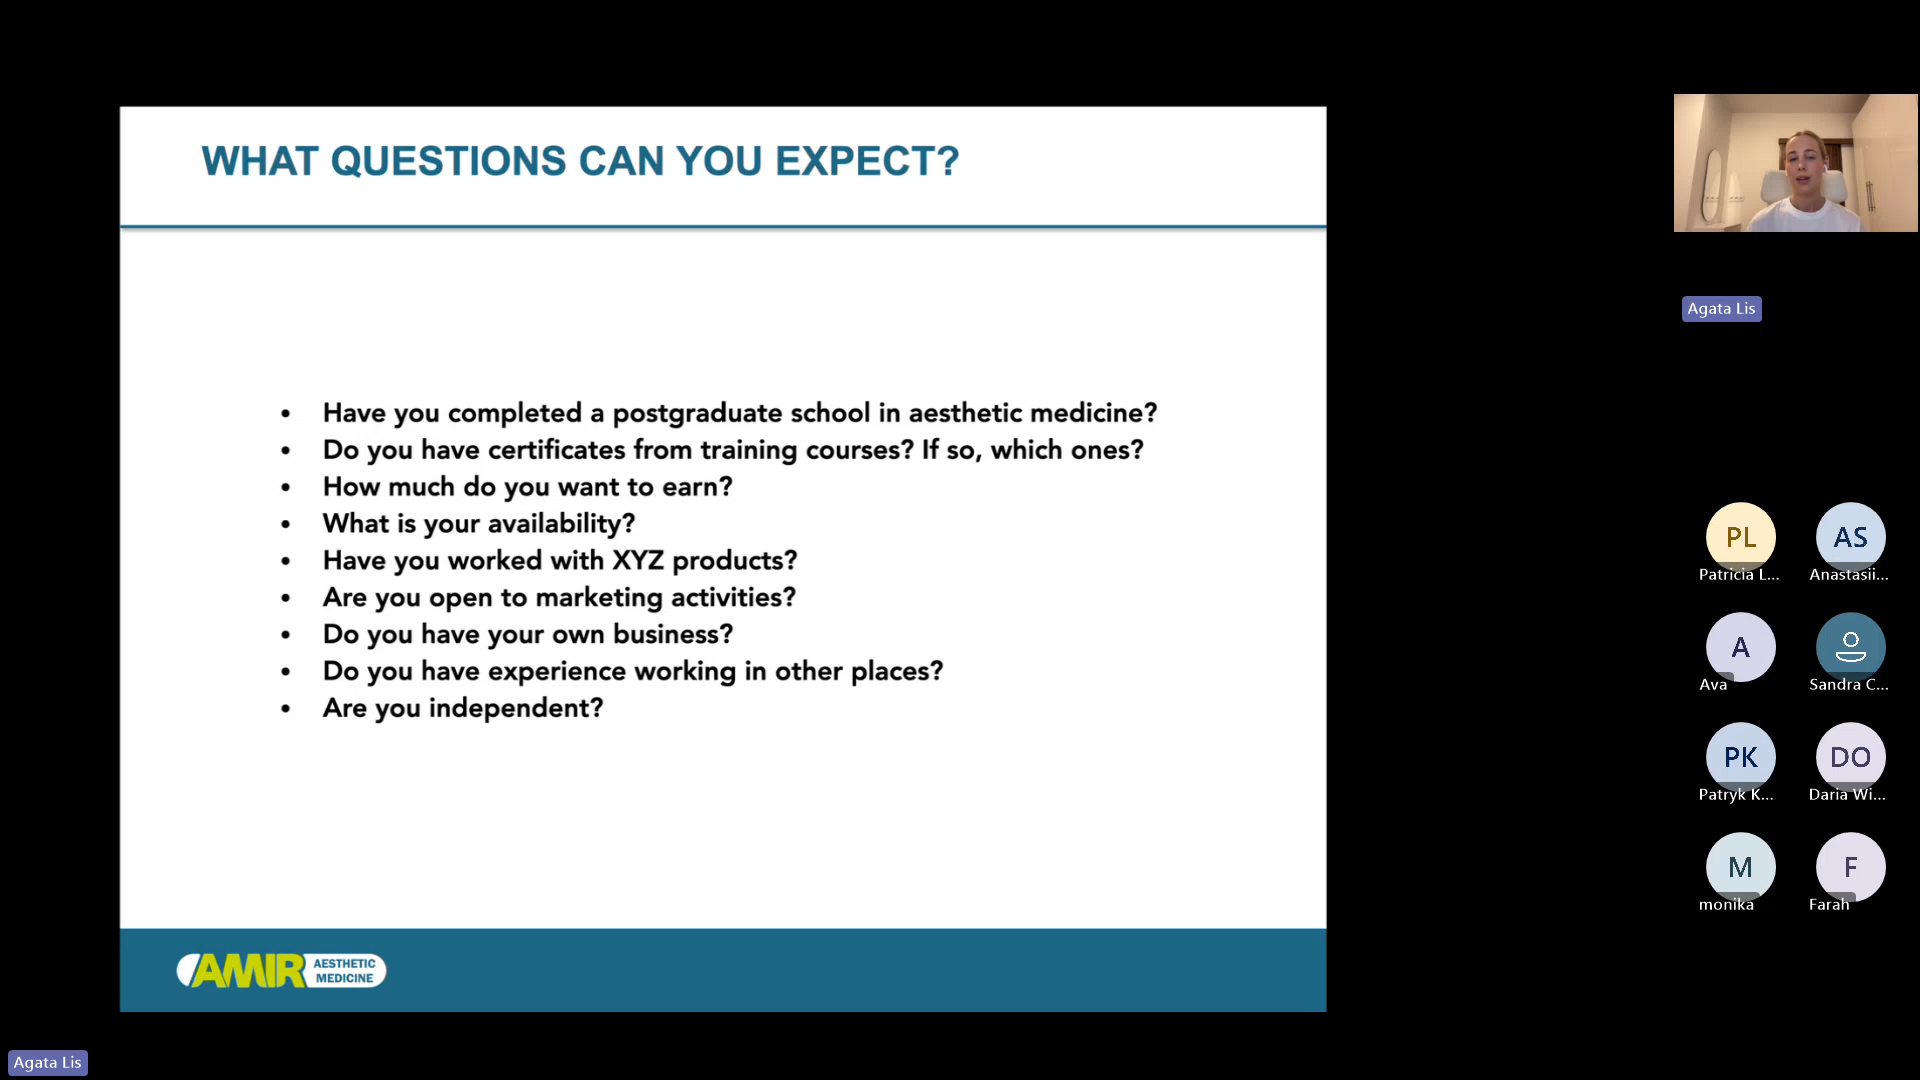 WHAT QUESTIONS CAN YOU EXPECT?
• Have you completed a postgraduate school in aesthetic medicine?
• Do you have certificates from training courses? If so, which ones?
• How much do you want to earn?
• What is your availability?
• Have you worked with XYZ products?
• Are you open to marketing activities?
• Do you have your own business?
• Do you have experience working in other places?
• Are you independent?
AMIR
AESTHETIC
MEDICINE
Agata Lis
Agata Lis
PL
Patricia L...
AS
Anastasii...
A
Ava
Sandra C...
PK
Patryk K...
DO
Daria Wi...
M
monika
F
Farah